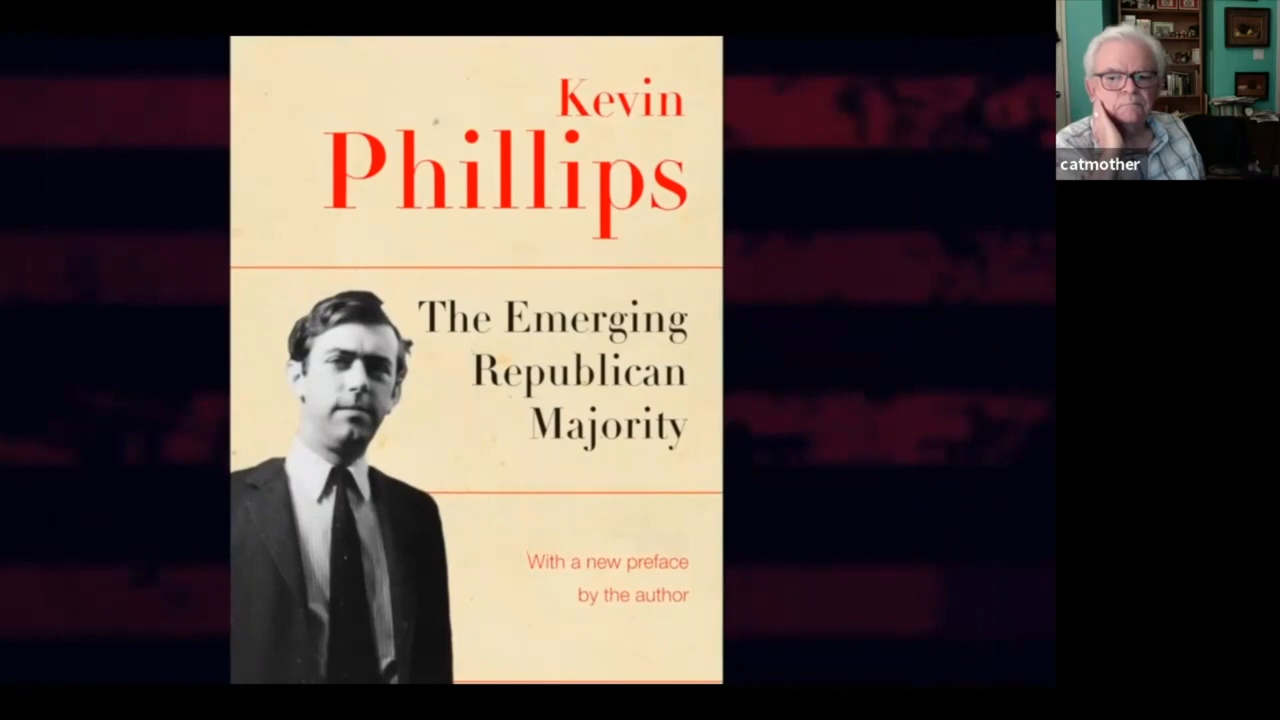 Kevin
Phillips
The Emerging
Republican
Majority
With a new preface
by the author
catmother